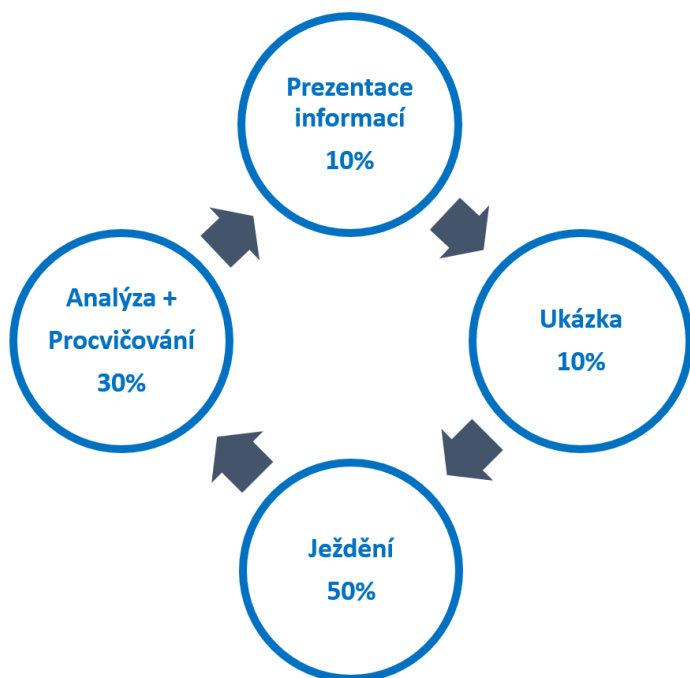 Prezentace
informací
10%
Ukázka
10%
Ježdění
50%
Analýza +
Procvičování
30%